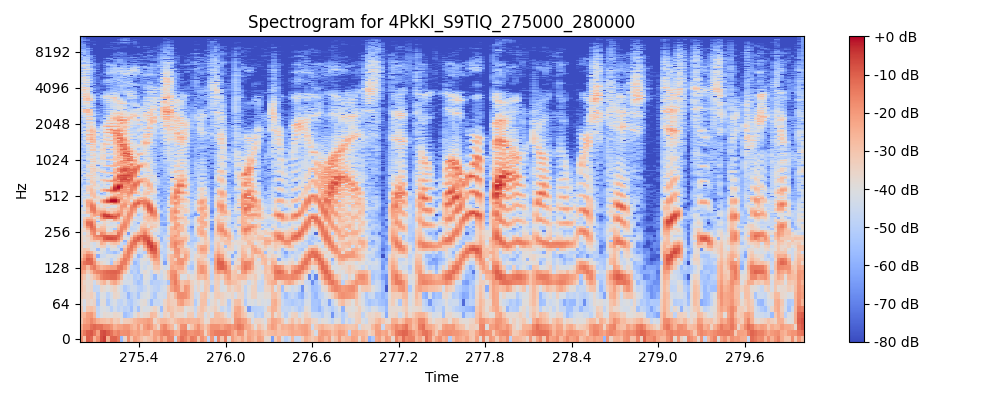 Spectrogram for 4PkKI_S9TIQ_275000_280000
8192
4096
2048
1024
512
256
128
64
0
Hz
275.4 276.0 276.6 277.2 277.8 278.4 279.0 279.6
Time
+0 dB
-10 dB
-20 dB
-30 dB
-40 dB
-50 dB
-60 dB
-70 dB
-80 dB